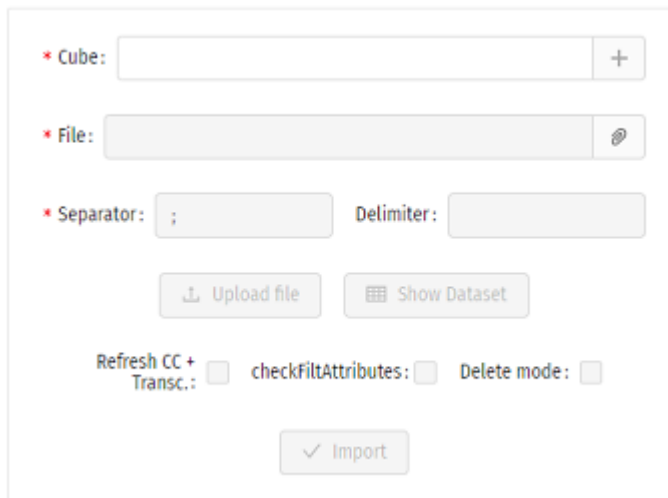 * Cube:
* File:
* Separator: ; Delimiter:
Upload file Show Dataset
Refresh CC +
Transc.: checkFiltAttributes: Delete mode:
Import